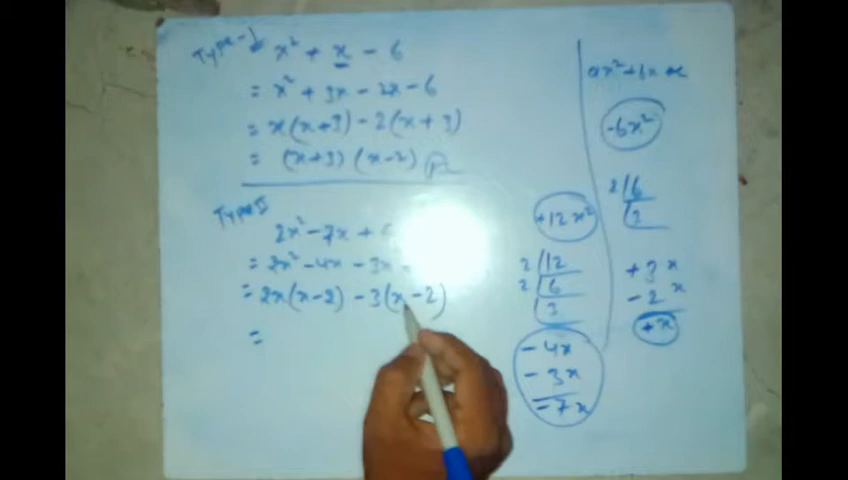 Type-I x² + x - 6
= x² + 3x - 2x - 6
= x(x+3) - 2(x+3)
= (x+3) (x-2)
Type II
2x² - 7x + 6
= 2x² - 4x - 3x
= 2x(x-2) - 3(x-2)
=
+12x²
2 12
2 6
3
- 4x
- 3x
- 7x
ax² + bx + c
-6x²
2 6
3
+3x
-2x
+x